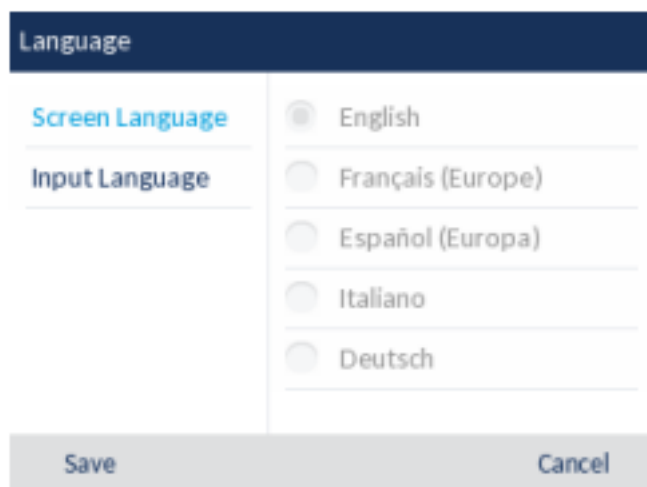 Language
Screen Language
Input Language
English
Français (Europe)
Español (Europa)
Italiano
Deutsch
Save
Cancel